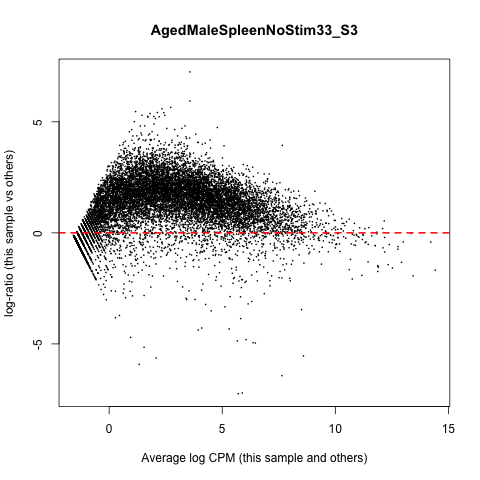 AgedMaleSpleenNoStim33_S3
log-ratio (this sample vs others)
5
0
-5
0
5
10
15
Average log CPM (this sample and others)